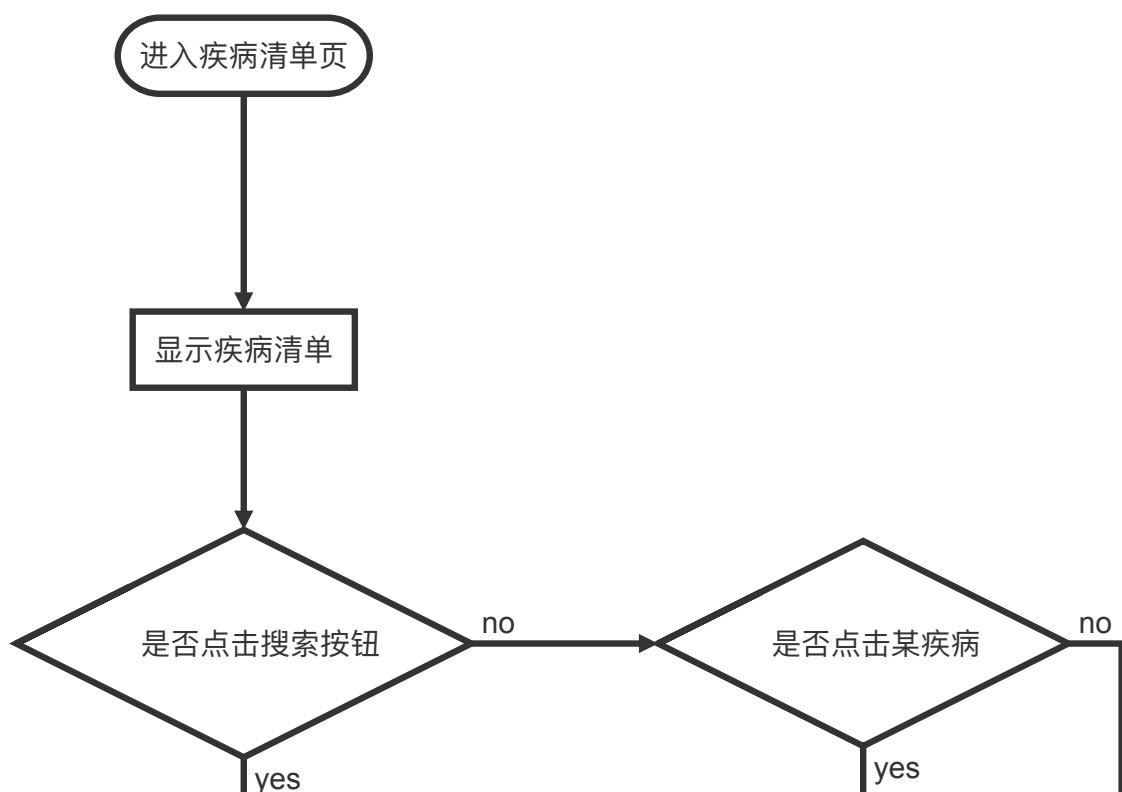 进入疾病清单页
显示疾病清单
是否点击搜索按钮
no
是否点击某疾病
no
yes
yes